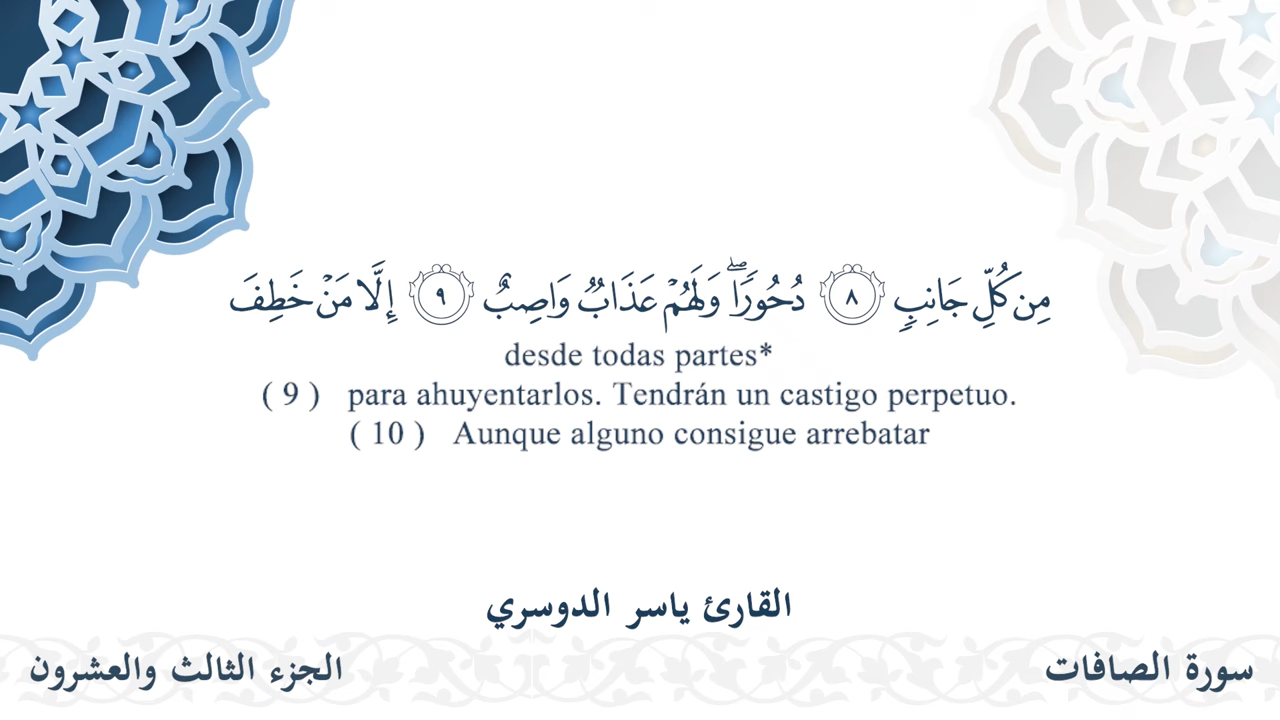 مِن كُلِّ جَانِبٍ ٨ دُحُورًا ۖ وَلَهُمْ عَذَابٌ وَاصِبٌ ٩ إِلَّا مَنْ خَطِفَ
desde todas partes*
( 9 ) para ahuyentarlos. Tendrán un castigo perpetuo.
( 10 ) Aunque alguno consigue arrebatar
القارئ ياسر الدوسري
سورة الصافات
الجزء الثالث والعشرون